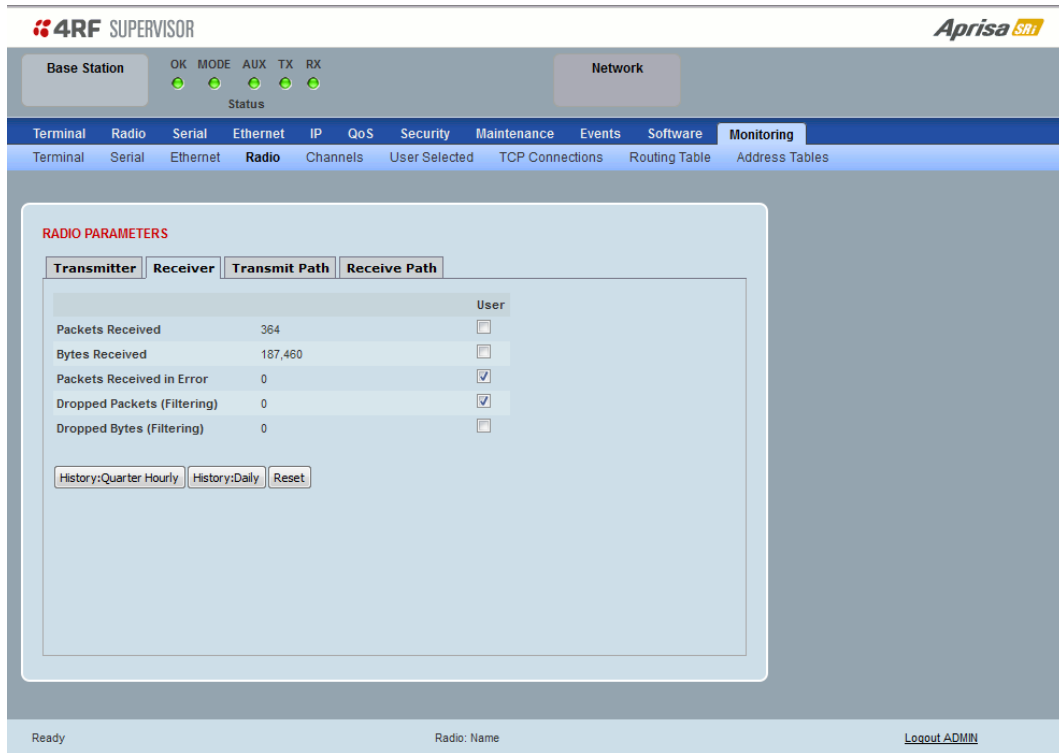 4RF SUPERVISOR
Aprisa SRi
Base Station
OK MODE AUX TX RX
Status
Network
Terminal Radio Serial Ethernet IP QoS Security Maintenance Events Software Monitoring
Terminal Serial Ethernet Radio Channels User Selected TCP Connections Routing Table Address Tables
RADIO PARAMETERS
Transmitter Receiver Transmit Path Receive Path
User
Packets Received 364
Bytes Received 187,460
Packets Received in Error 0
Dropped Packets (Filtering) 0
Dropped Bytes (Filtering) 0
History:Quarter Hourly History:Daily Reset
Ready Radio: Name Logout ADMIN